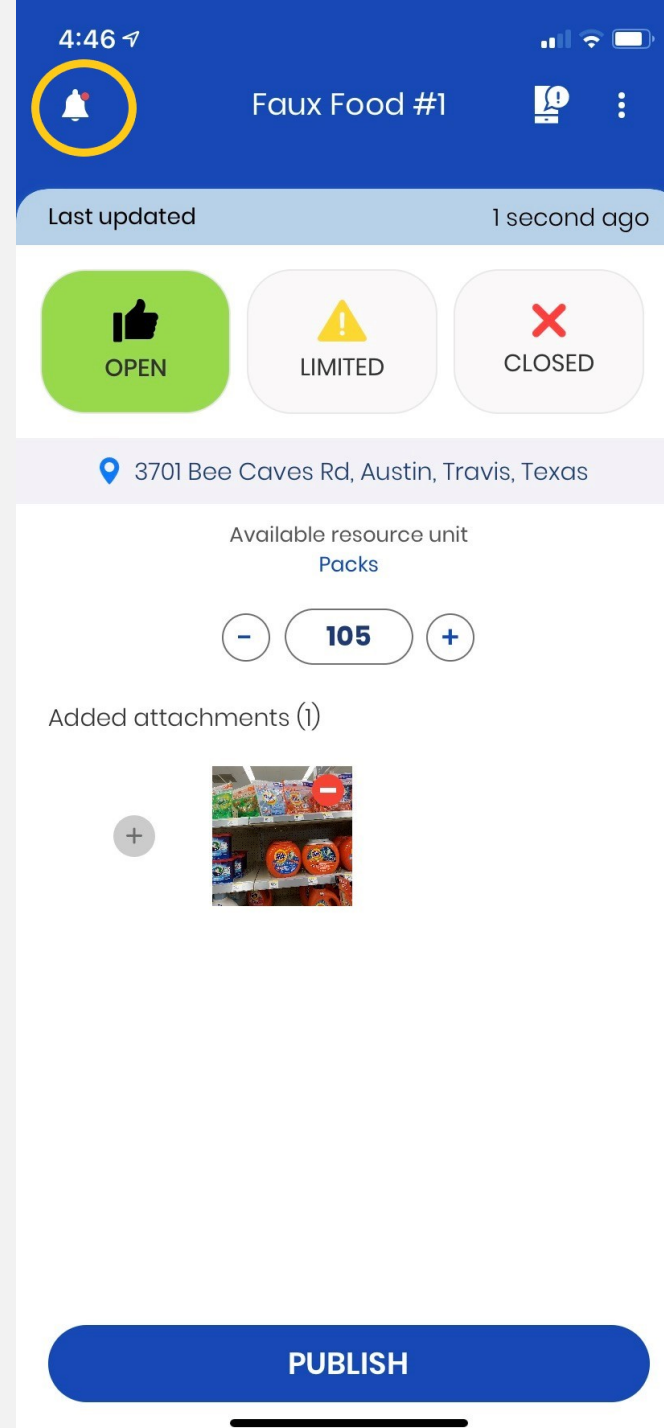 4:46
Faux Food #1
Last updated 1 second ago
OPEN LIMITED CLOSED
3701 Bee Caves Rd, Austin, Travis, Texas
Available resource unit
Packs
- 105 +
Added attachments (1)
+
PUBLISH